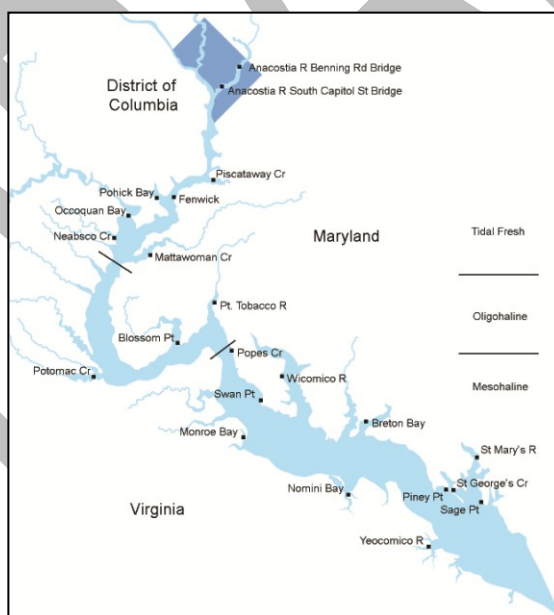 Anacostia R Benning Rd Bridge
District of
Columbia
Anacostia R South Capitol St Bridge
Piscataway Cr
Pohick Bay
Fenwick
Occoquan Bay
Neabsco Cr
Maryland
Tidal Fresh
Mattawoman Cr
Pt. Tobacco R
Oligohaline
Blossom Pt
Popes Cr
Potomac Cr
Wicomico R
Mesohaline
Swan Pt
Breton Bay
Monroe Bay
St Mary's R
Nomini Bay
Piney Pt
St George's Cr
Sage Pt
Virginia
Yeocomico R